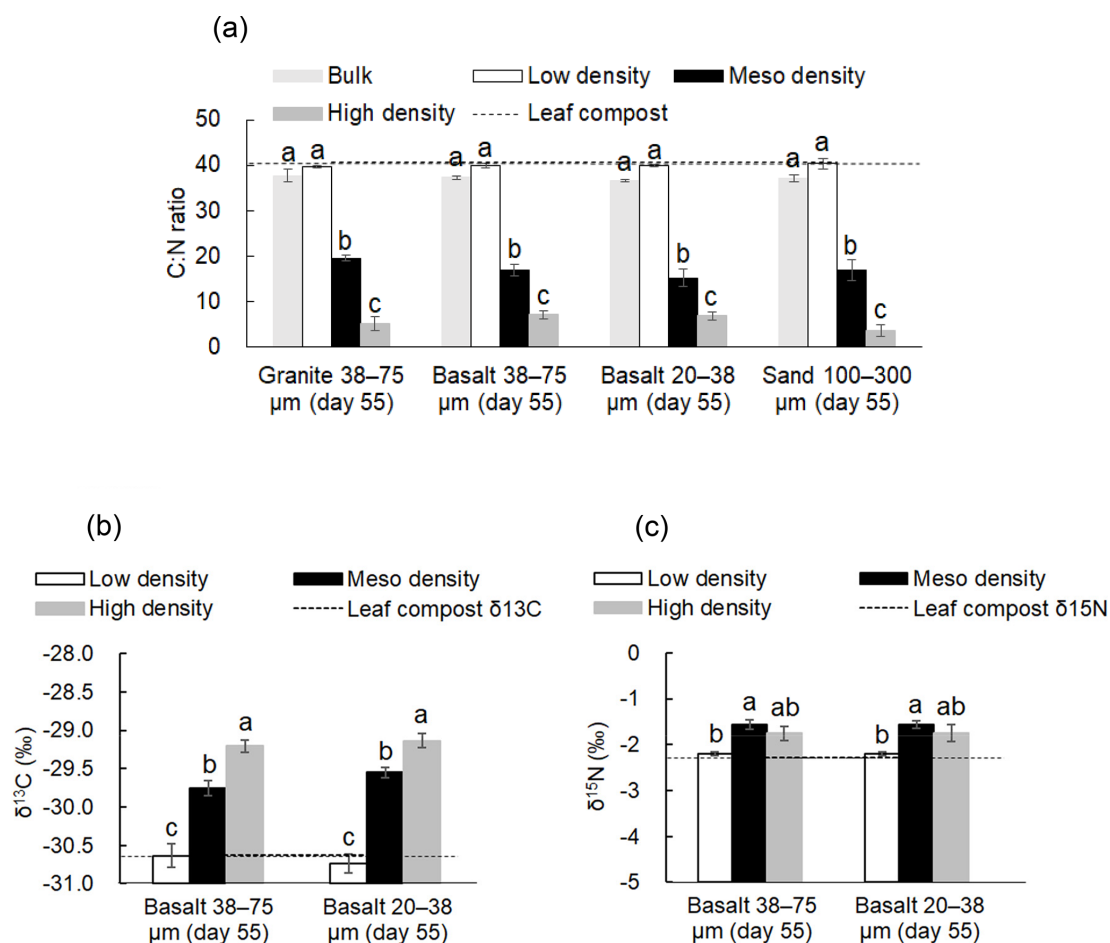 (a)
Bulk Low density Meso density
High density Leaf compost
50
40
30
20
10
0
C:N ratio
a a b c a a b c a a b c a a b c
Granite 38–75 Basalt 38–75 Basalt 20–38 Sand 100–300
µm (day 55) µm (day 55) µm (day 55) µm (day 55)
(b)
Low density Meso density
High density Leaf compost δ13C
-28.0
-28.5
-29.0
-29.5
-30.0
-30.5
-31.0
δ¹³C (‰)
c b a c b a
Basalt 38–75 Basalt 20–38
µm (day 55) µm (day 55)
(c)
Low density Meso density
High density Leaf compost δ15N
0
-1
-2
-3
-4
-5
δ¹⁵N (‰)
b a ab b a ab
Basalt 38–75 Basalt 20–38
µm (day 55) µm (day 55)